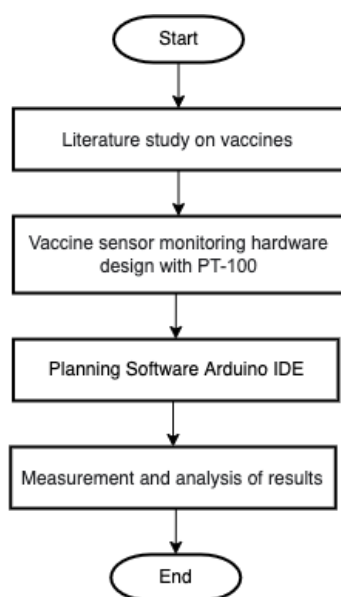 Start
Literature study on vaccines
Vaccine sensor monitoring hardware
design with PT-100
Planning Software Arduino IDE
Measurement and analysis of results
End